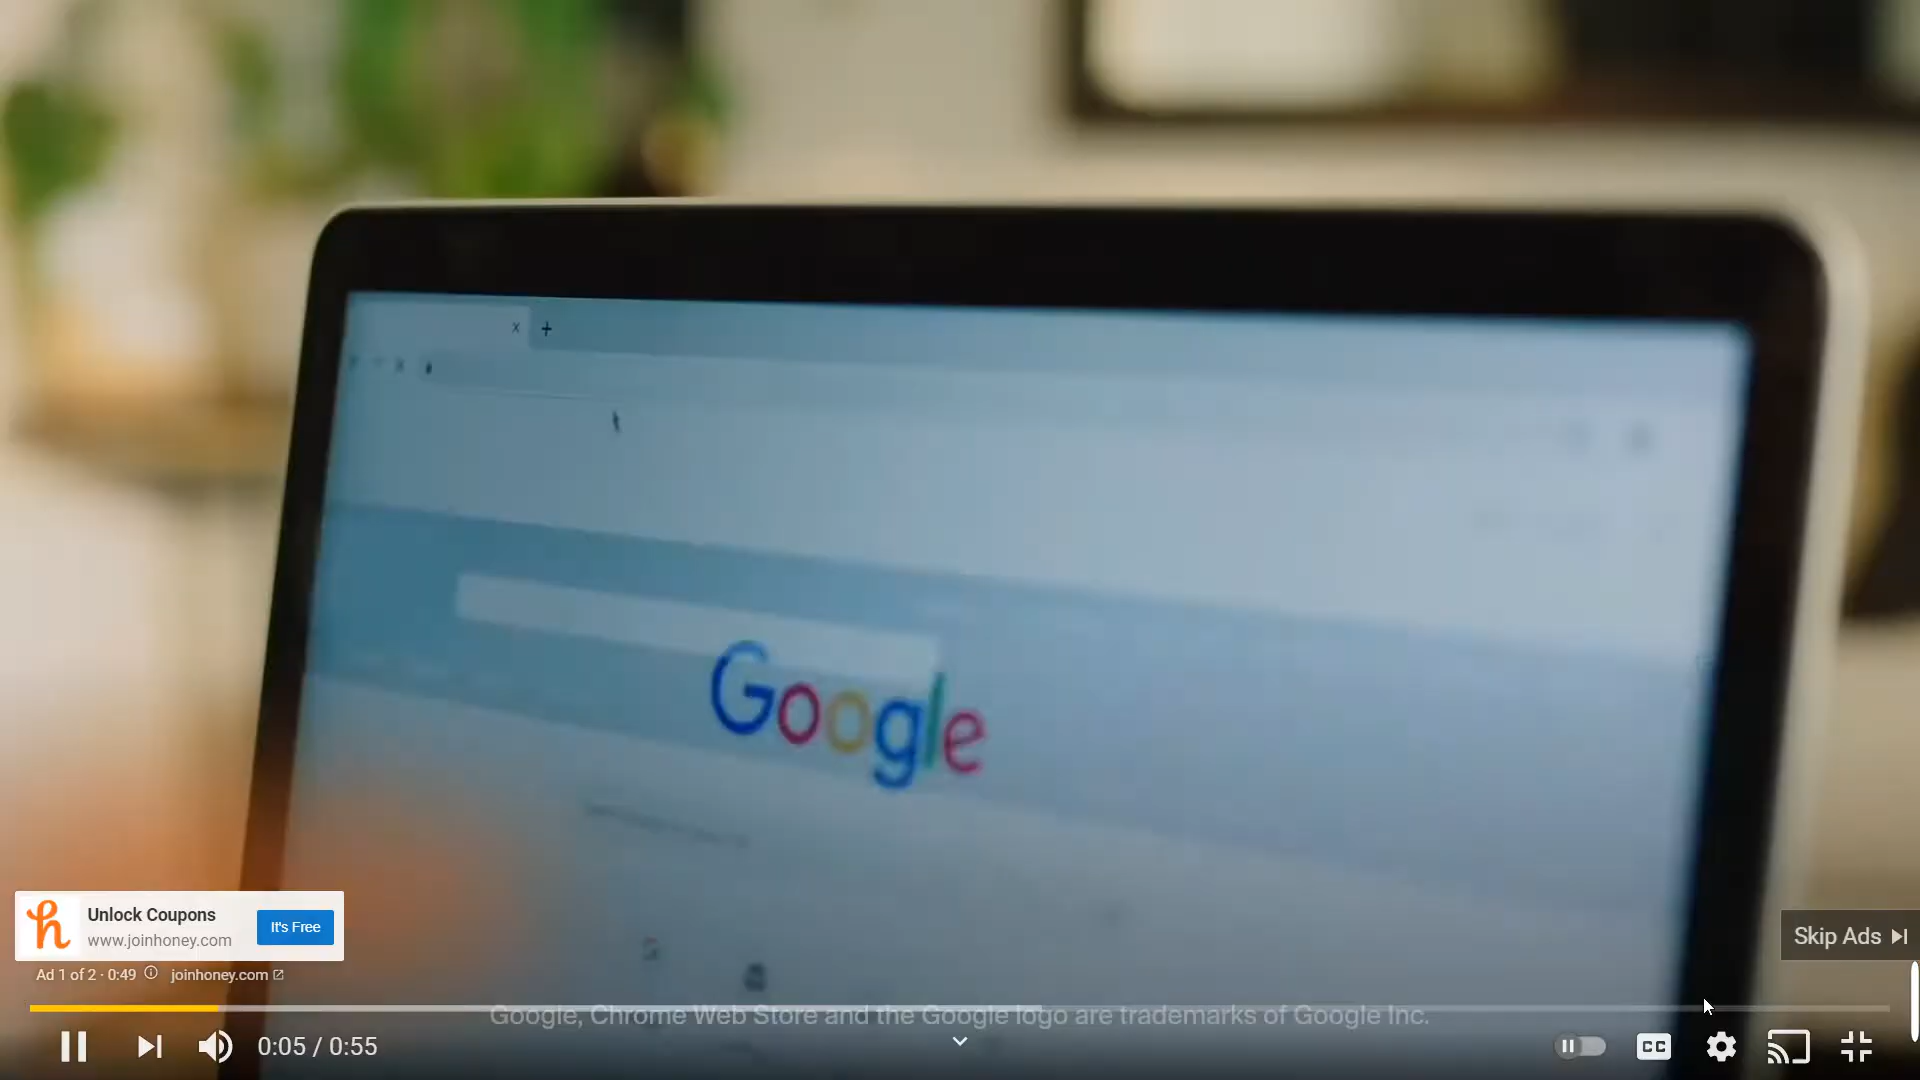 Google
Unlock Coupons
www.joinhoney.com
It's Free
Ad 1 of 2 · 0:49
joinhoney.com
Skip Ads
Google, Chrome Web Store and the Google logo are trademarks of Google Inc.
0:05 / 0:55
CC